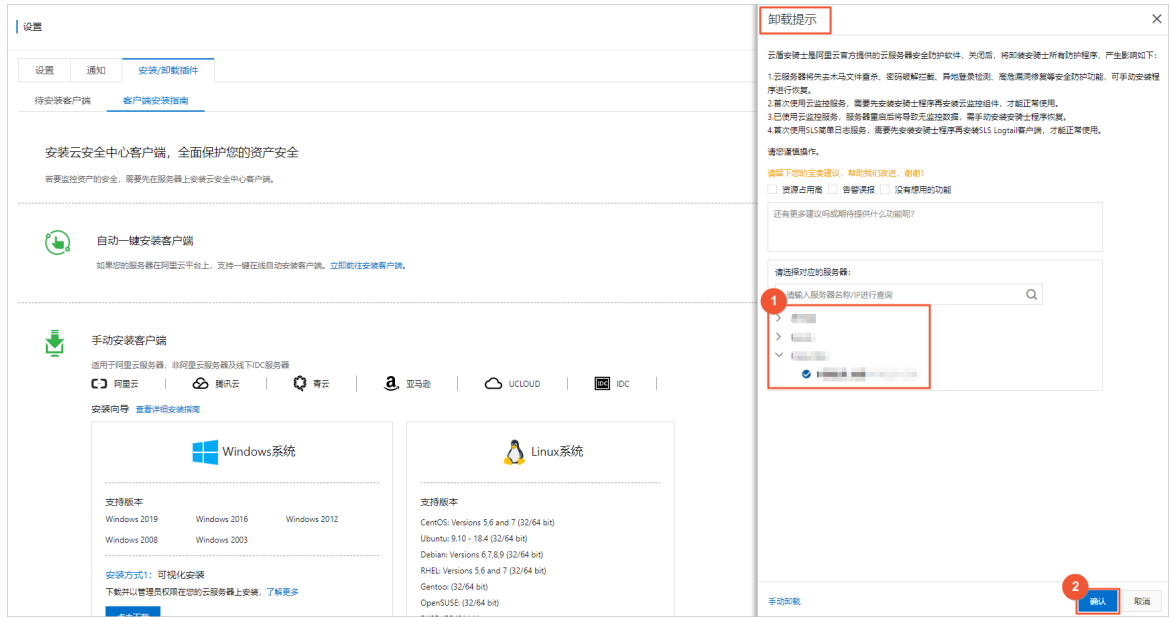 设置
设置 通知 安装/卸载插件
待安装客户端 客户端安装指南
安装云安全中心客户端，全面保护您的资产安全
若要监控资产的安全，需要先在服务器上安装云安全中心客户端。
自动一键安装客户端
如果您的服务器在阿里云平台上，支持一键在线自动安装客户端。立即前往安装客户端。
手动安装客户端
适用于阿里云服务器，非阿里云服务器及线下IDC服务器
阿里云 腾讯云 青云 亚马逊 UCLOUD IDC IDC
安装向导 查看详细安装指南
Windows系统
支持版本
Windows 2019 Windows 2016 Windows 2012
Windows 2008 Windows 2003
安装方式1：可视化安装
下载并以管理员权限在您的云服务器上安装，了解更多
Linux系统
支持版本
CentOS: Versions 5,6 and 7 (32/64 bit)
Ubuntu: 9.10 - 18.4 (32/64 bit)
Debian: Versions 6,7,8,9 (32/64 bit)
RHEL: Versions 5,6 and 7 (32/64 bit)
Gentoo: (32/64 bit)
OpenSUSE: (32/64 bit)
卸载提示
云盾安骑士是阿里云官方提供的云服务器安全防护软件，关闭后，将卸装安骑士所有防护程序，产生影响如下：
1.云服务器将失去木马文件查杀、密码破解拦截、异地登录检测、高危漏洞修复等安全防护功能，可手动安装程
序进行恢复。
2.首次使用云监控服务，需要先安装安骑士程序再安装云监控组件，才能正常使用。
3.已使用云监控服务，服务器重启后将导致无监控数据，需手动安装安骑士程序恢复。
4.首次使用SLS简单日志服务，需要先安装安骑士程序再安装SLS Logtail客户端，才能正常使用。
请您谨慎操作。
请留下您的宝贵建议，帮助我们改进，谢谢！
资源占用高 告警误报 没有想用的功能
还有更多建议吗或期待提供什么功能呢？
请选择对应的服务器：
1
请输入服务器名称/IP进行查询
手动卸载
2
确认 取消